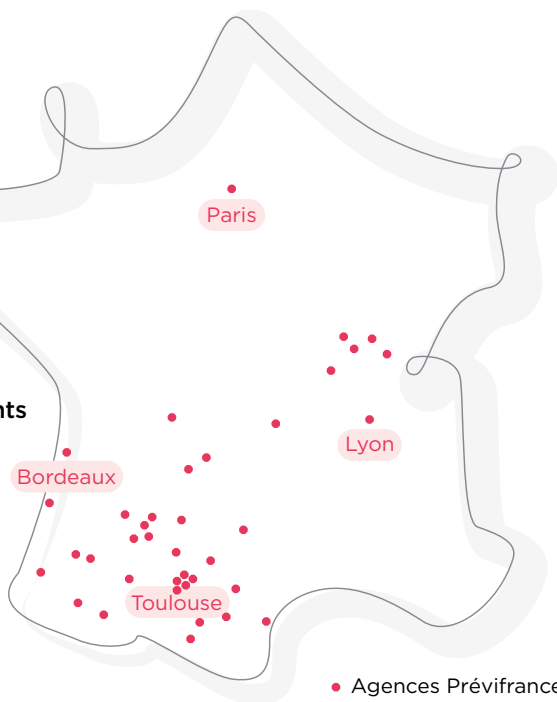 Paris
nts
Lyon
Bordeaux
Toulouse
Agences Prévifrance